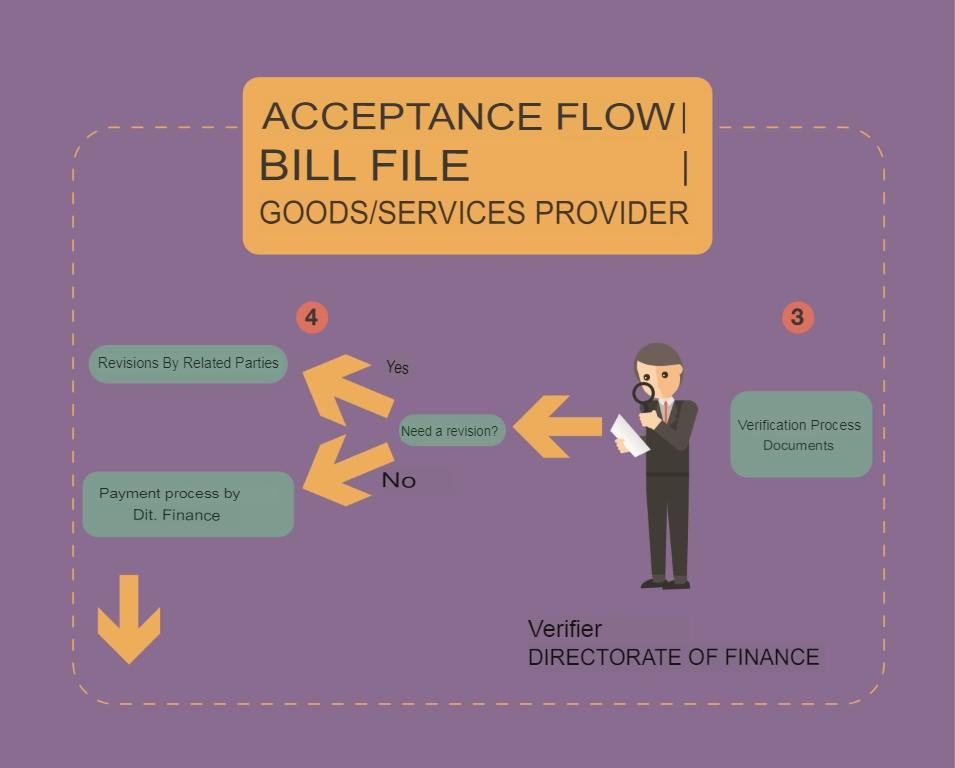 ACCEPTANCE FLOW|
BILL FILE |
GOODS/SERVICES PROVIDER
4
3
Revisions By Related Parties
Yes
Need a revision?
Verification Process
Documents
No
Payment process by
Dit. Finance
Verifier
DIRECTORATE OF FINANCE